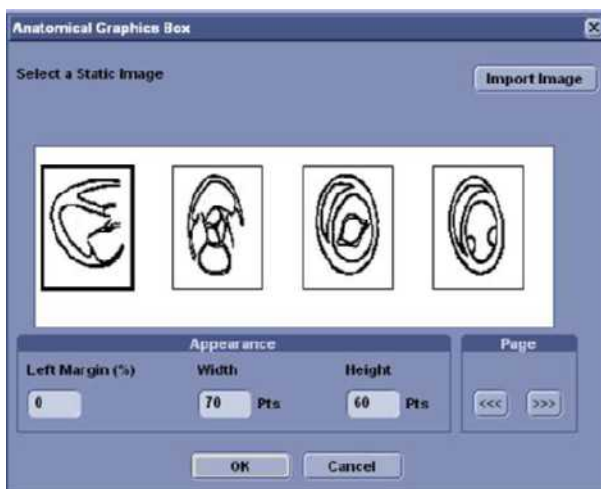 Anatomical Graphics Box
Select a Static Image
Import Image
Appearance
Page
Left Margin (%)
Width
Height
0
70 Pts
60 Pts
<<<
>>>
OK
Cancel